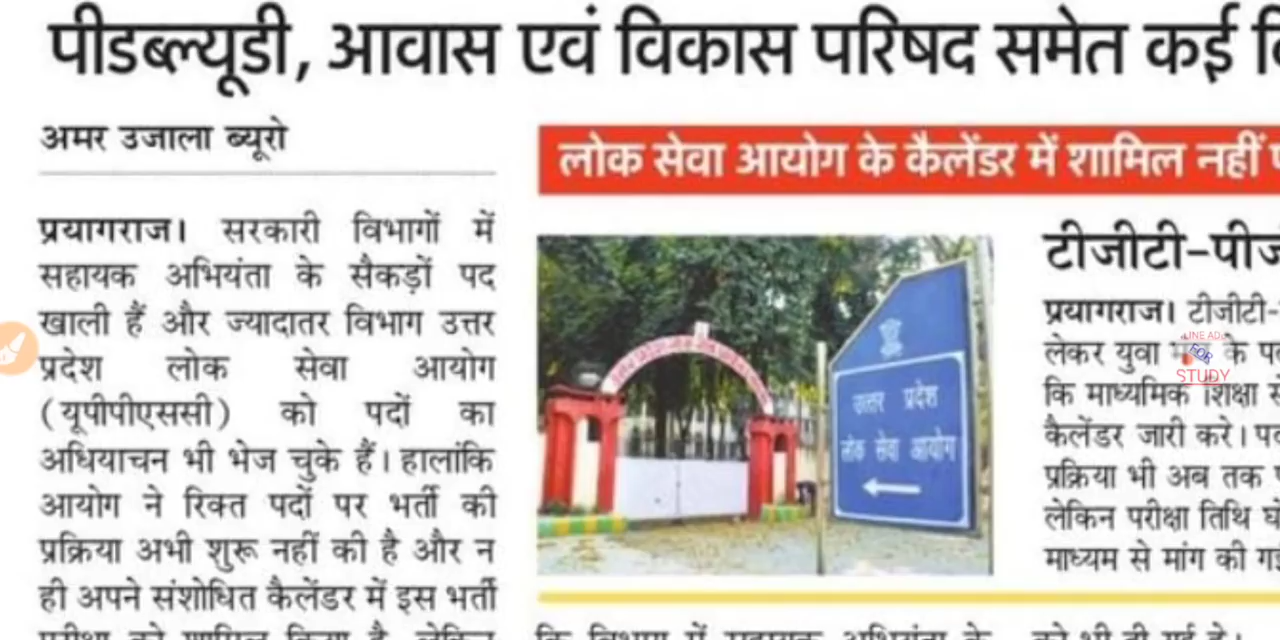 पीडब्ल्यूडी, आवास एवं विकास परिषद समेत कई
अमर उजाला ब्यूरो
प्रयागराज। सरकारी विभागों में
सहायक अभियंता के सैकड़ों पद
खाली हैं और ज्यादातर विभाग उत्तर
प्रदेश लोक सेवा आयोग
(यूपीपीएससी) को पदों का
अधियाचन भी भेज चुके हैं। हालांकि
आयोग ने रिक्त पदों पर भर्ती की
प्रक्रिया अभी शुरू नहीं की है और न
ही अपने संशोधित कैलेंडर में इस भर्ती
लोक सेवा आयोग के कैलेंडर में शामिल नहीं
उत्तर प्रदेश
लोक सेवा आयोग
टीजीटी-पीज
प्रयागराज। टीजीटी-
लेकर युवा के
कि माध्यमिक शिक्षा
कैलेंडर जारी करे।
प्रक्रिया भी अब तक
लेकिन परीक्षा तिथि
माध्यम से मांग की
FOR
STUDY